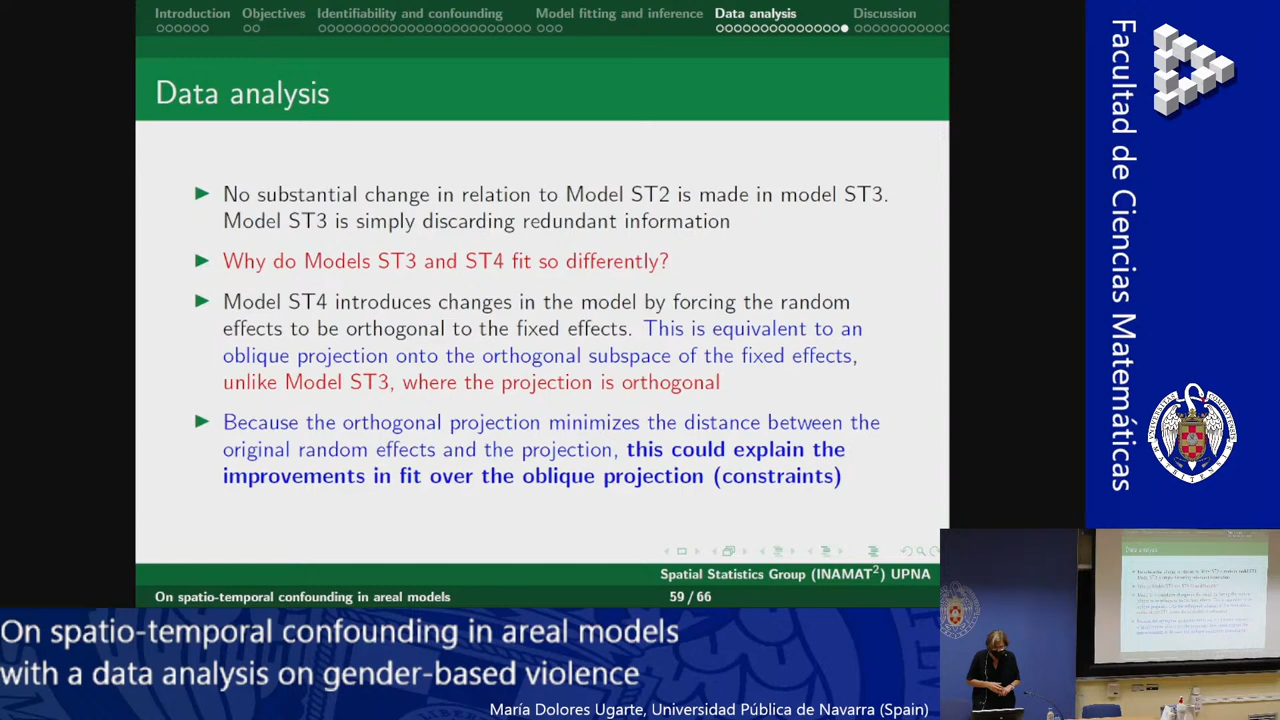 Introduction Objectives Identifiability and confounding Model fitting and inference Data analysis Discussion
Data analysis
No substantial change in relation to Model ST2 is made in model ST3.
Model ST3 is simply discarding redundant information
Why do Models ST3 and ST4 fit so differently?
Model ST4 introduces changes in the model by forcing the random
effects to be orthogonal to the fixed effects. This is equivalent to an
oblique projection onto the orthogonal subspace of the fixed effects,
unlike Model ST3, where the projection is orthogonal
Because the orthogonal projection minimizes the distance between the
original random effects and the projection, this could explain the
improvements in fit over the oblique projection (constraints)
Spatial Statistics Group (INAMAT²) UPNA
On spatio-temporal confounding in areal models 59 / 66
On spatio-temporal confounding in areal models
with a data analysis on gender-based violence
María Dolores Ugarte, Universidad Pública de Navarra (Spain)
Facultad de Ciencias Matemáticas
Data analysis